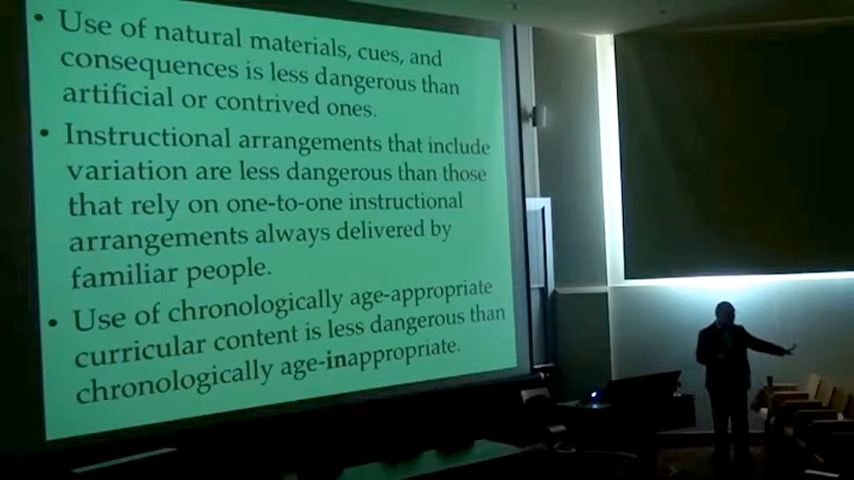 • Use of natural materials, cues, and
consequences is less dangerous than
artificial or contrived ones.
• Instructional arrangements that include
variation are less dangerous than those
that rely on one-to-one instructional
arrangements always delivered by
familiar people.
• Use of chronologically age-appropriate
curricular content is less dangerous than
chronologically age-inappropriate.